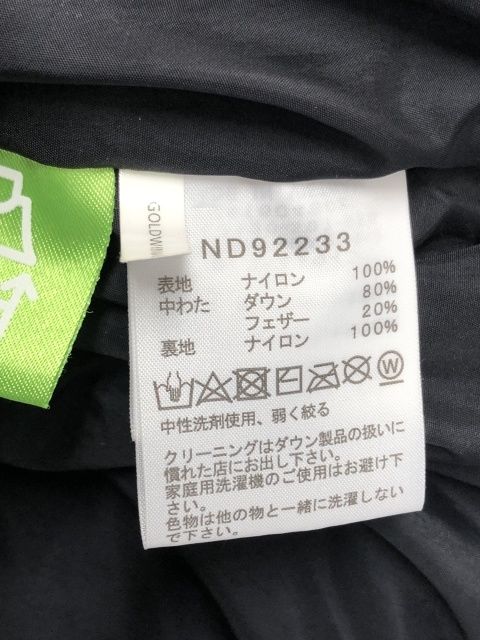 GOLDWIN
ND92233
表地 ナイロン 100%
中わた ダウン 80%
フェザー 20%
裏地 ナイロン 100%
W
中性洗剤使用、弱く絞る
クリーニングはダウン製品の扱いに
慣れた店にお出し下さい。
家庭用洗濯機のご使用はお避け下
さい。
色物は他の物と一緒に洗濯しない
で下さい。